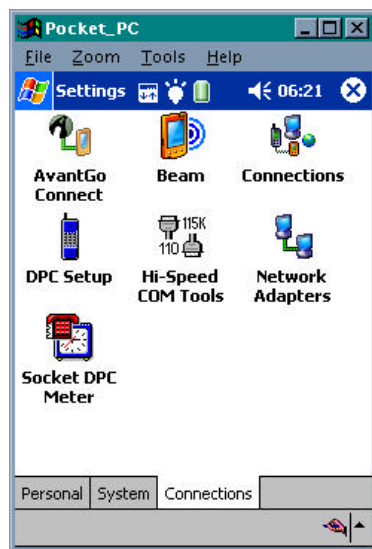 Pocket_PC
File Zoom Tools Help
Settings 06:21
AvantGo Connect
Beam
Connections
DPC Setup
115K
110
Hi-Speed COM Tools
Network Adapters
Socket DPC Meter
Personal System Connections